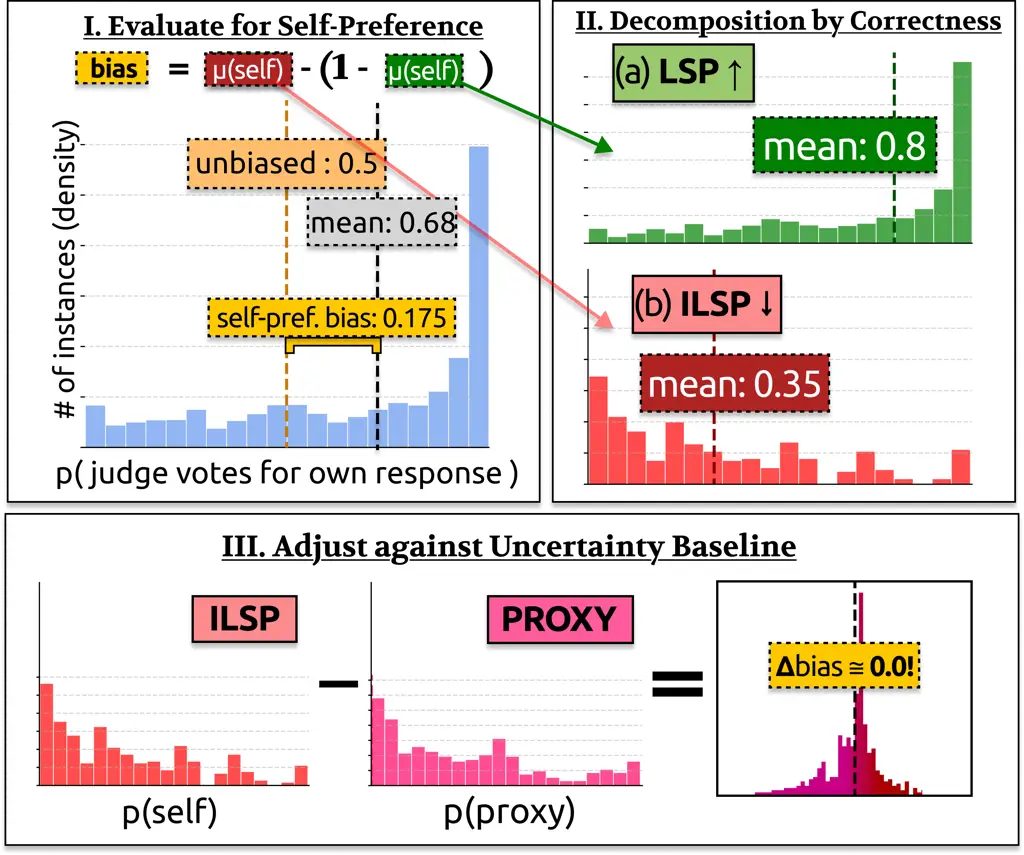 I. Evaluate for Self-Preference
bias = μ(self) - (1 - μ(self) )
unbiased : 0.5
mean: 0.68
self-pref. bias: 0.175
# of instances (density)
p( judge votes for own response )
II. Decomposition by Correctness
(a) LSP ↑
mean: 0.8
(b) ILSP ↓
mean: 0.35
III. Adjust against Uncertainty Baseline
ILSP
p(self)
−
PROXY
p(proxy)
=
Δbias ≅ 0.0!